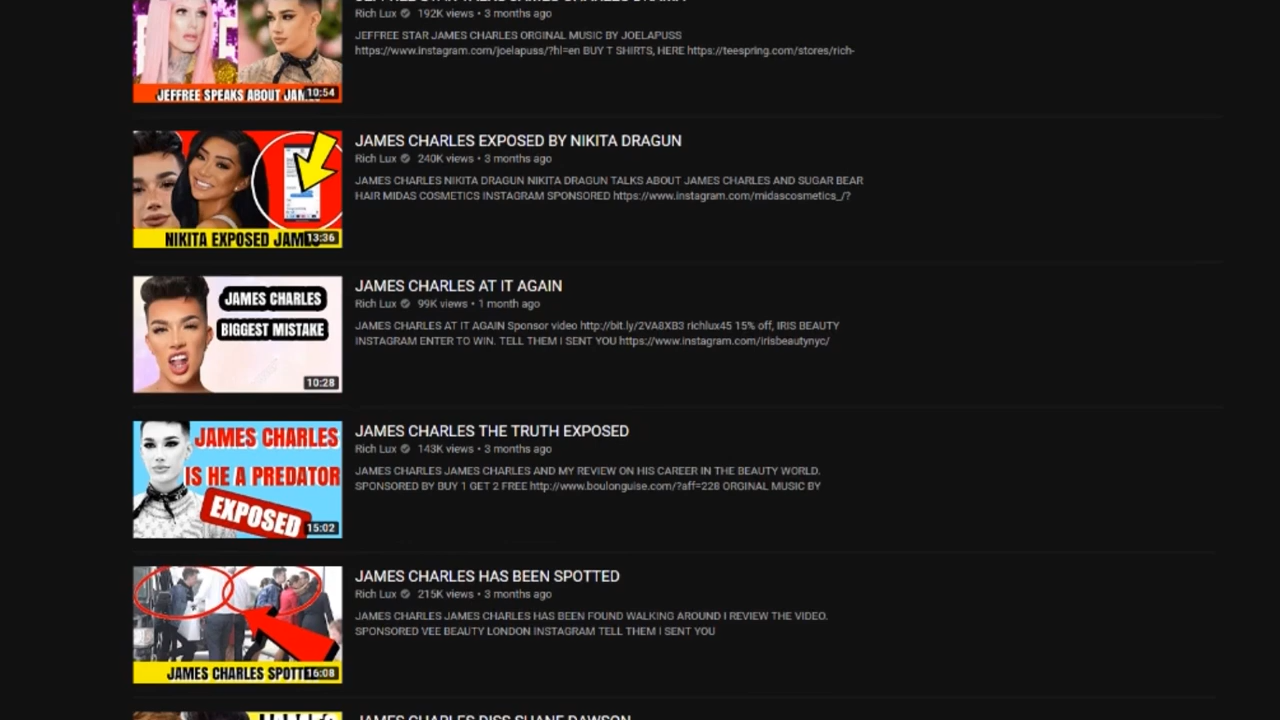 Rich Lux 192K views • 3 months ago
JEFFREE STAR JAMES CHARLES ORGINAL MUSIC BY JOELAPUSS
https://www.instagram.com/joelapuss/?hl=en BUY T SHIRTS, HERE https://teespring.com/stores/rich-
JEFFREE SPEAKS ABOUT
10:54
JAMES CHARLES EXPOSED BY NIKITA DRAGUN
Rich Lux 240K views • 3 months ago
JAMES CHARLES NIKITA DRAGUN NIKITA DRAGUN TALKS ABOUT JAMES CHARLES AND SUGAR BEAR
HAIR MIDAS COSMETICS INSTAGRAM SPONSORED https://www.instagram.com/midascosmetics_/?
NIKITA EXPOSED
13:36
JAMES CHARLES AT IT AGAIN
JAMES CHARLES
Rich Lux 99K views • 1 month ago
BIGGEST MISTAKE
JAMES CHARLES AT IT AGAIN Sponsor video http://bit.ly/2VA8XB3 richlux45 15% off, IRIS BEAUTY
INSTAGRAM ENTER TO WIN. TELL THEM I SENT YOU https://www.instagram.com/irisbeautynyc/
10:28
JAMES CHARLES THE TRUTH EXPOSED
JAMES CHARLES
Rich Lux 143K views • 3 months ago
IS HE A PREDATOR
JAMES CHARLES JAMES CHARLES AND MY REVIEW ON HIS CAREER IN THE BEAUTY WORLD.
SPONSORED BY BUY 1 GET 2 FREE http://www.boulonguise.com/?aff=228 ORGINAL MUSIC BY
EXPOSED
15:02
JAMES CHARLES HAS BEEN SPOTTED
Rich Lux 215K views • 3 months ago
JAMES CHARLES JAMES CHARLES HAS BEEN FOUND WALKING AROUND I REVIEW THE VIDEO.
SPONSORED VEE BEAUTY LONDON INSTAGRAM TELL THEM I SENT YOU
JAMES CHARLES
16:08
JAMES CHARLES DISS SHANE DAWSON